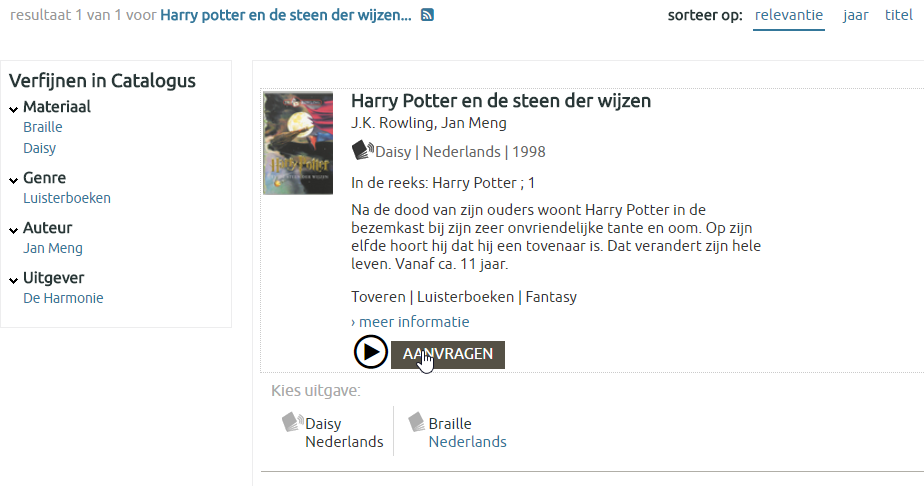 resultaat 1 van 1 voor Harry potter en de steen der wijzen...
sorteer op: relevantie jaar titel
Verfijnen in Catalogus
Materiaal
Braille
Daisy
Genre
Luisterboeken
Auteur
Jan Meng
Uitgever
De Harmonie
Harry Potter
Harry Potter en de steen der wijzen
J.K. Rowling, Jan Meng
Daisy | Nederlands | 1998
In de reeks: Harry Potter ; 1
Na de dood van zijn ouders woont Harry Potter in de
bezemkast bij zijn zeer onvriendelijke tante en oom. Op zijn
elfde hoort hij dat hij een tovenaar is. Dat verandert zijn hele
leven. Vanaf ca. 11 jaar.
Toveren | Luisterboeken | Fantasy
› meer informatie
AANVRAGEN
Kies uitgave:
Daisy
Nederlands
Braille
Nederlands